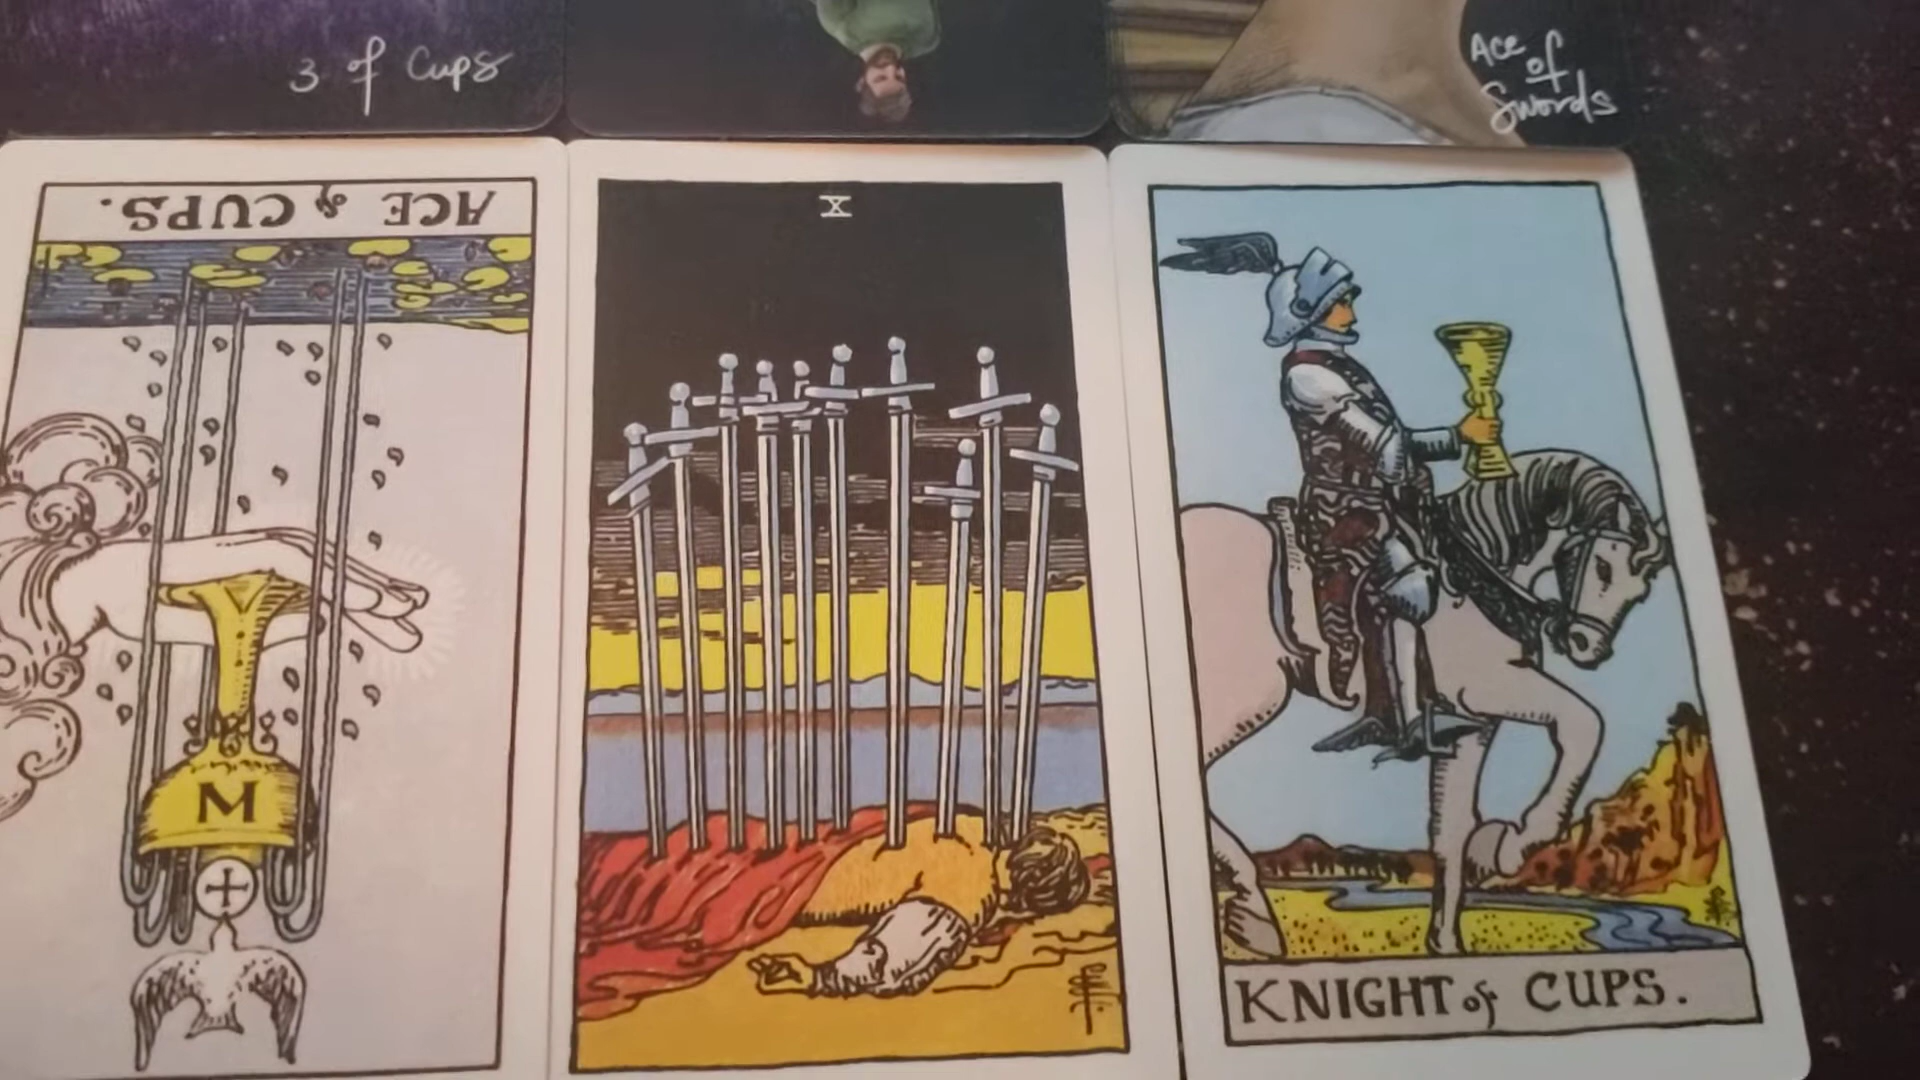 3 of Cups
Ace
of
Swords
ACE of CUPS.
X
M
KNIGHT of CUPS.